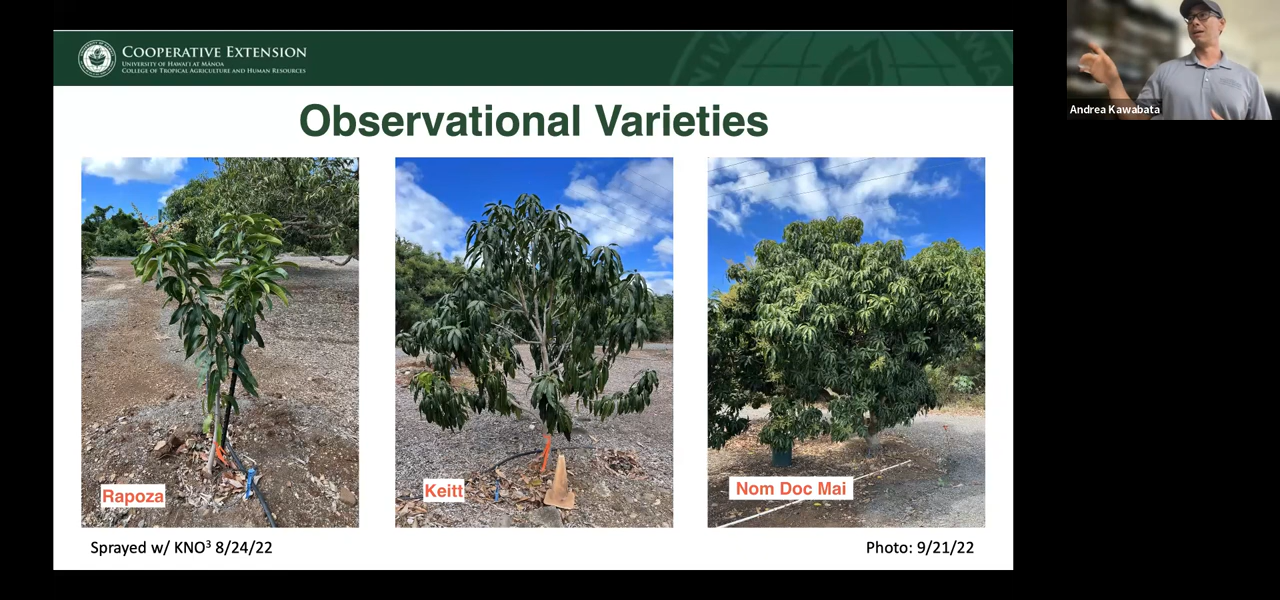 COOPERATIVE EXTENSION
UNIVERSITY OF HAWAI'I AT MĀNOA
COLLEGE OF TROPICAL AGRICULTURE AND HUMAN RESOURCES
Andrea Kawabata
Observational Varieties
Rapoza
Keitt
Nom Doc Mai
Sprayed w/ KNO³ 8/24/22
Photo: 9/21/22